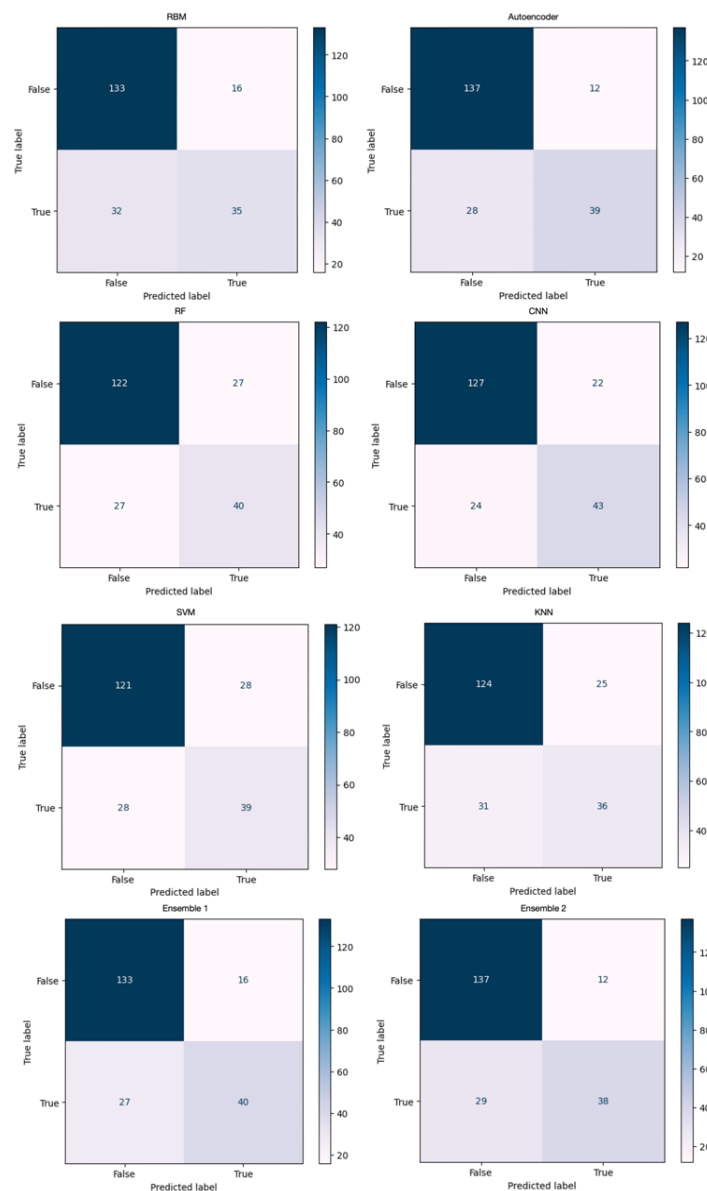 RBM
133
16
32
35
False
True
True label
False
True
Predicted label
120
100
80
60
40
20
Autoencoder
137
12
28
39
False
True
True label
False
True
Predicted label
120
100
80
60
40
20
RF
122
27
27
40
False
True
True label
False
True
Predicted label
120
100
80
60
40
CNN
127
22
24
43
False
True
True label
False
True
Predicted label
80
60
40
SVM
121
28
28
39
False
True
True label
False
True
Predicted label
120
100
80
60
40
KNN
124
25
31
36
False
True
True label
False
True
Predicted label
80
60
40
Ensemble 1
133
16
27
40
False
True
True label
False
True
Predicted label
120
100
80
60
40
20
Ensemble 2
137
12
29
38
False
True
True label
False
True
Predicted label
80
60
40
20